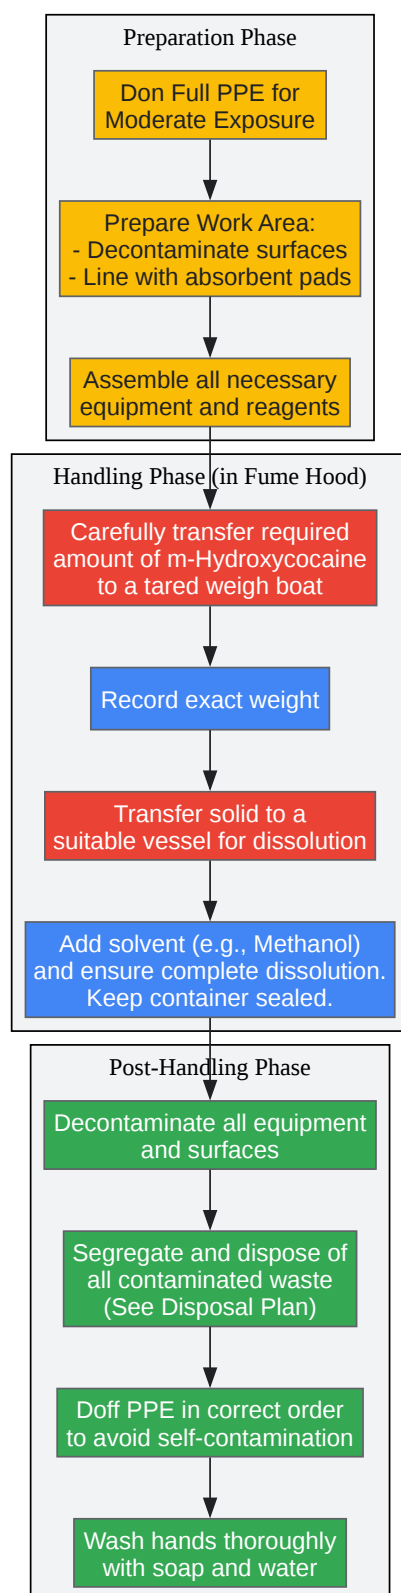 Preparation Phase
Don Full PPE for
Moderate Exposure
Prepare Work Area:
- Decontaminate surfaces
- Line with absorbent pads
Assemble all necessary
equipment and reagents
Handling Phase (in Fume Hood)
Carefully transfer required
amount of m-Hydroxycocaine
to a tared weigh boat
Record exact weight
Transfer solid to a
suitable vessel for dissolution
Add solvent (e.g., Methanol)
and ensure complete dissolution.
Keep container sealed.
Post-Handling Phase
Decontaminate all equipment
and surfaces
Segregate and dispose of
all contaminated waste
(See Disposal Plan)
Doff PPE in correct order
to avoid self-contamination
Wash hands thoroughly
with soap and water